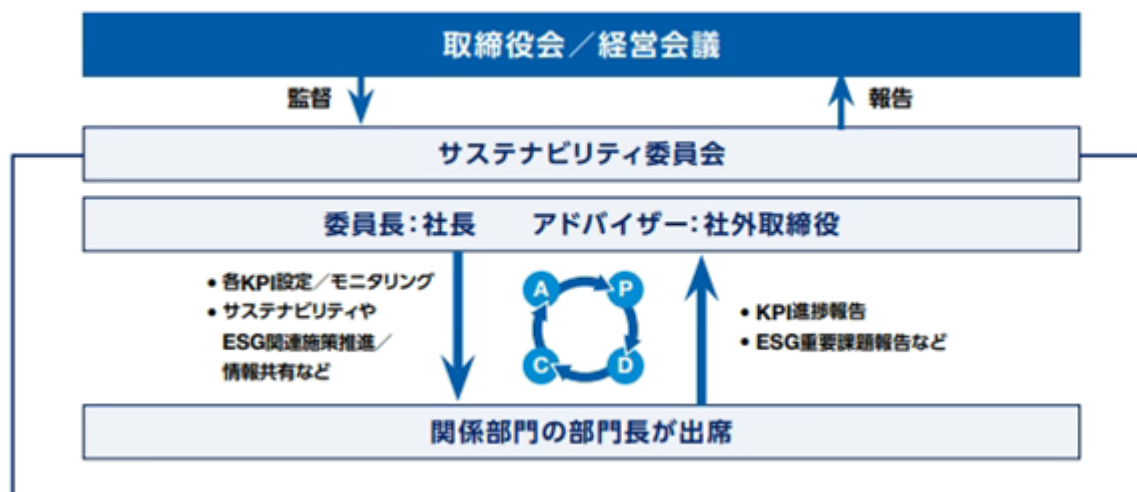 取締役会／経営会議
監督
報告
サステナビリティ委員会
委員長：社長　アドバイザー：社外取締役
• 各KPI設定／モニタリング
• サステナビリティや
ESG関連施策推進／
情報共有など
A
P
C
D
• KPI進捗報告
• ESG重要課題報告など
関係部門の部門長が出席